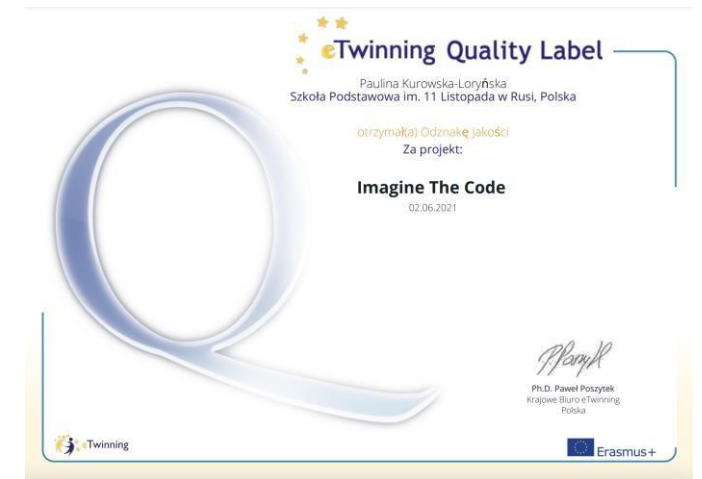 eTwinning Quality Label
Paulina Kurowska-Loryńska
Szkoła Podstawowa im. 11 Listopada w Rusi, Polska
otrzymał(a) Odznakę Jakości
Za projekt:
Imagine The Code
02.06.2021
Ph.D. Paweł Poszytek
Krajowe Biuro eTwinning
Polska
eTwinning
Erasmus+